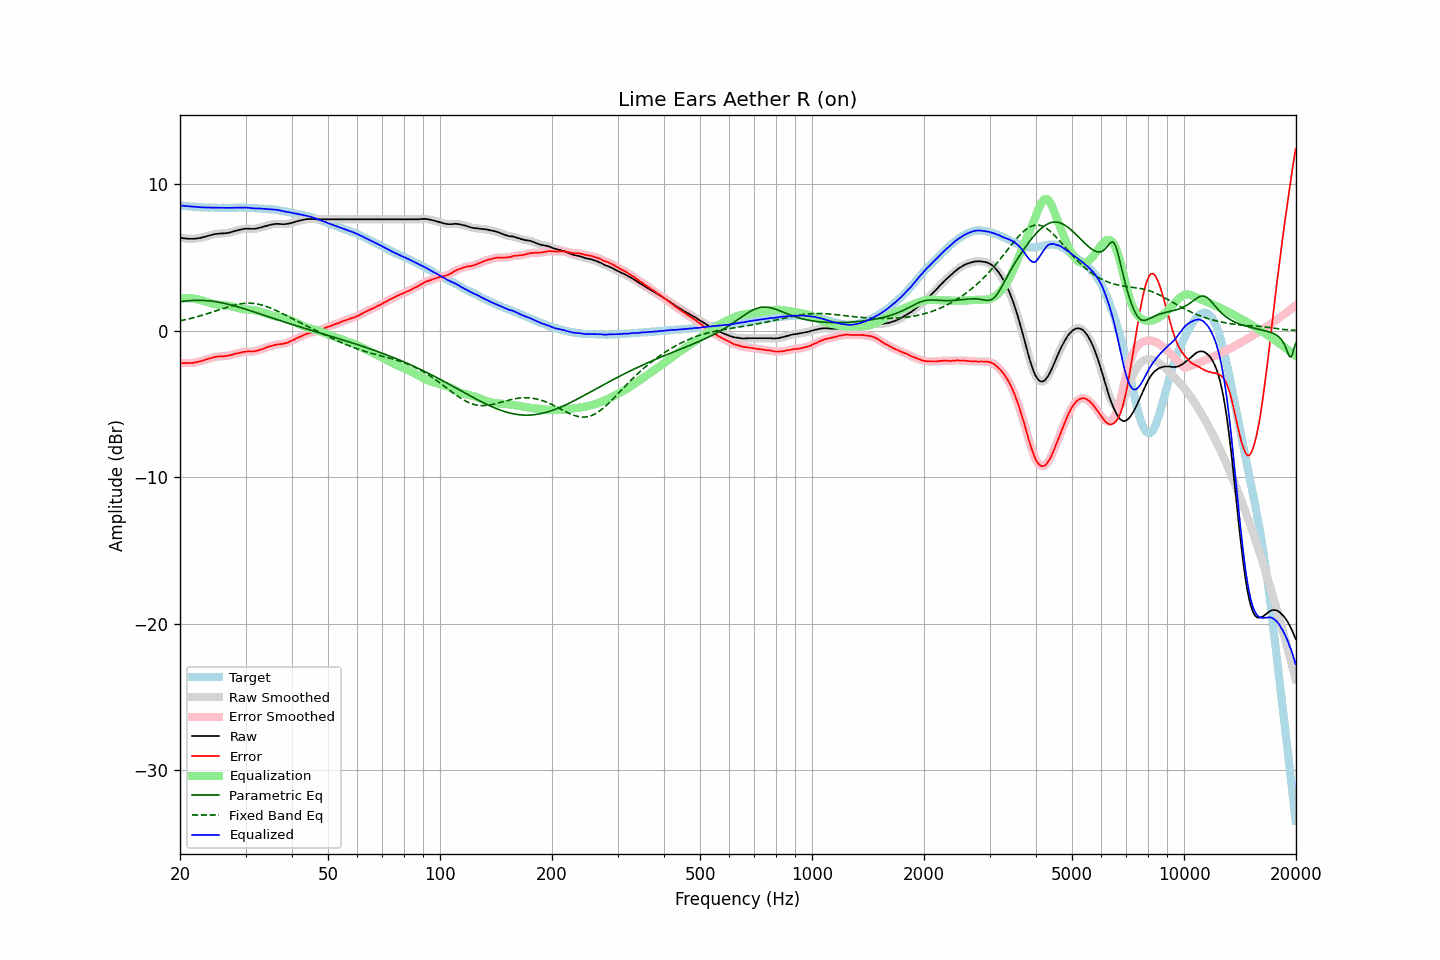 Lime Ears Aether R (on)
10
0
−10
−20
−30
Amplitude (dBr)
Target
Raw Smoothed
Error Smoothed
Raw
Error
Equalization
Parametric Eq
Fixed Band Eq
Equalized
20 50 100 200 500 1000 2000 5000 10000 20000
Frequency (Hz)